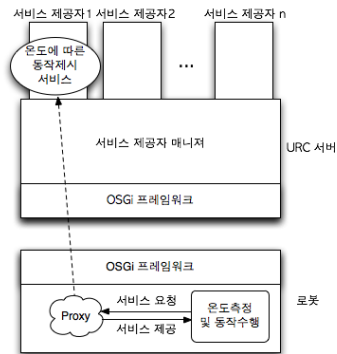 서비스 제공자1 서비스 제공자2 서비스 제공자 n
온도에 따른
동작제시
서비스
...
서비스 제공자 매니져
URC 서버
OSGi 프레임워크
OSGi 프레임워크
로봇
서비스 요청
Proxy
서비스 제공
온도측정
및 동작수행